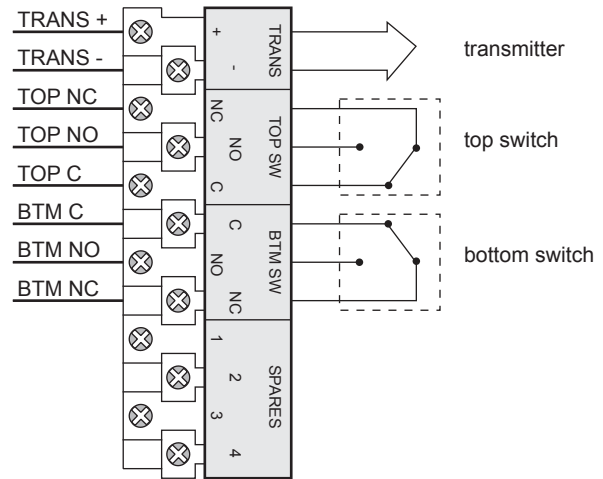 TRANS +
TRANS -
TOP NC
TOP NO
TOP C
BTM C
BTM NO
BTM NC
+
-
TRANS
NC
NO
C
TOP SW
C
NO
NC
BTM SW
1
2
3
4
SPARES
transmitter
top switch
bottom switch